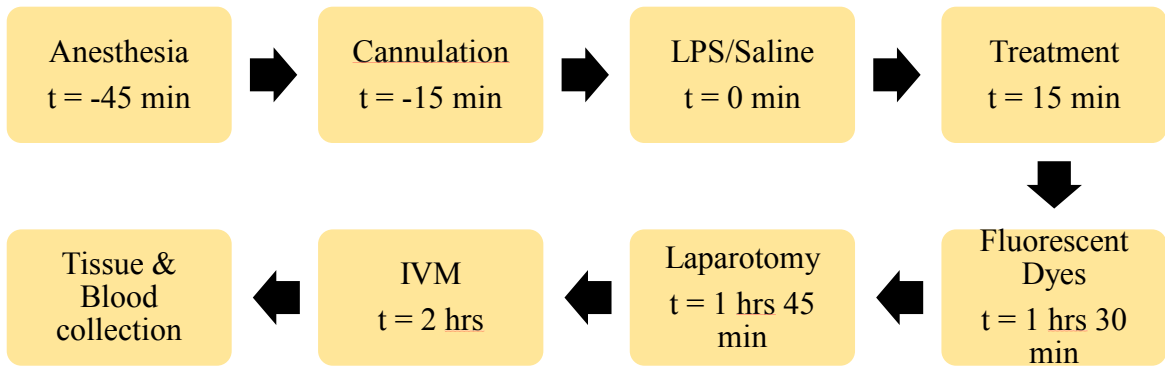 Anesthesia
t = -45 min
Cannulation
t = -15 min
LPS/Saline
t = 0 min
Treatment
t = 15 min
Fluorescent
Dyes
t = 1 hrs 30
min
Laparotomy
t = 1 hrs 45
min
IVM
t = 2 hrs
Tissue &
Blood
collection